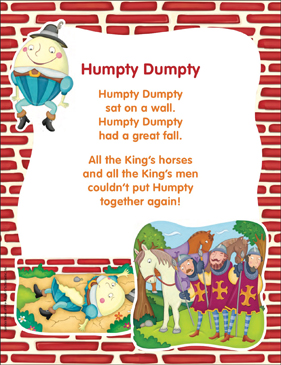 Humpty Dumpty
Humpty Dumpty
sat on a wall.
Humpty Dumpty
had a great fall.
All the King's horses
and all the King's men
couldn't put Humpty
together again!